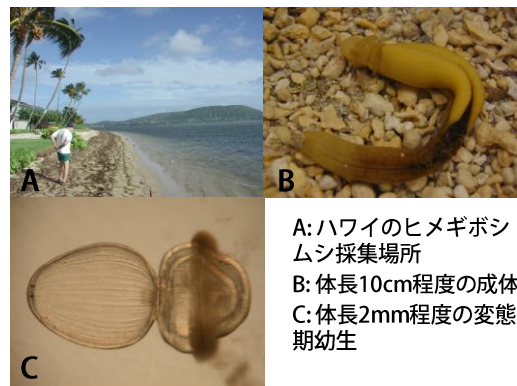 A
B
C
A: ハワイのヒメギボシ
ムシ採集場所
B: 体長10cm程度の成体
C: 体長2mm程度の変態
期幼生